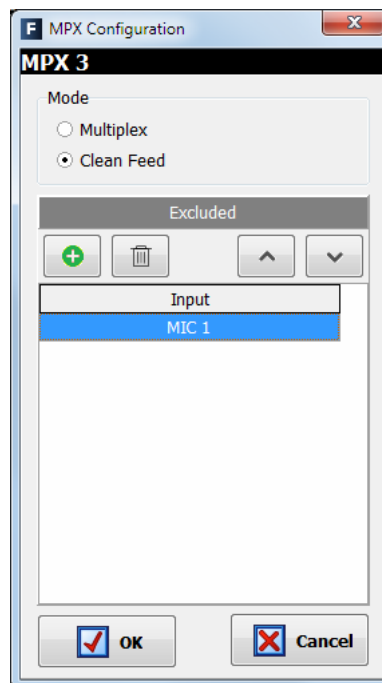 F MPX Configuration
MPX 3
Mode
Multiplex
Clean Feed
Excluded
Input
MIC 1
OK
Cancel